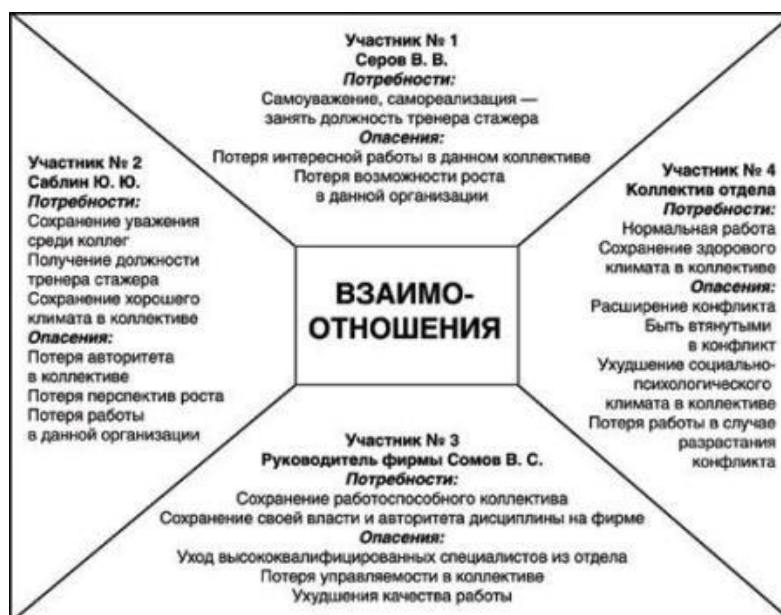 Участник № 1
Серов В. В.
Потребности:
Самоуважение, самореализация —
занять должность тренера стажера
Опасения:
Потеря интересной работы в данном коллективе
Потеря возможности роста
в данной организации
Участник № 2
Саблин Ю. Ю.
Потребности:
Сохранение уважения
среди коллег
Получение должности
тренера стажера
Сохранение хорошего
климата в коллективе
Опасения:
Потеря авторитета
в коллективе
Потеря перспектив роста
Потеря работы
в данной организации
ВЗАИМО-
ОТНОШЕНИЯ
Участник № 4
Коллектив отдела
Потребности:
Нормальная работа
Сохранение здорового
климата в коллективе
Опасения:
Расширение конфликта
Быть втянутыми
в конфликт
Ухудшение социально-
психологического
климата в коллективе
Потеря работы в случае
разрастания
конфликта
Участник № 3
Руководитель фирмы Сомов В. С.
Потребности:
Сохранение работоспособного коллектива
Сохранение своей власти и авторитета дисциплины на фирме
Опасения:
Уход высококвалифицированных специалистов из отдела
Потеря управляемости в коллективе
Ухудшения качества работы